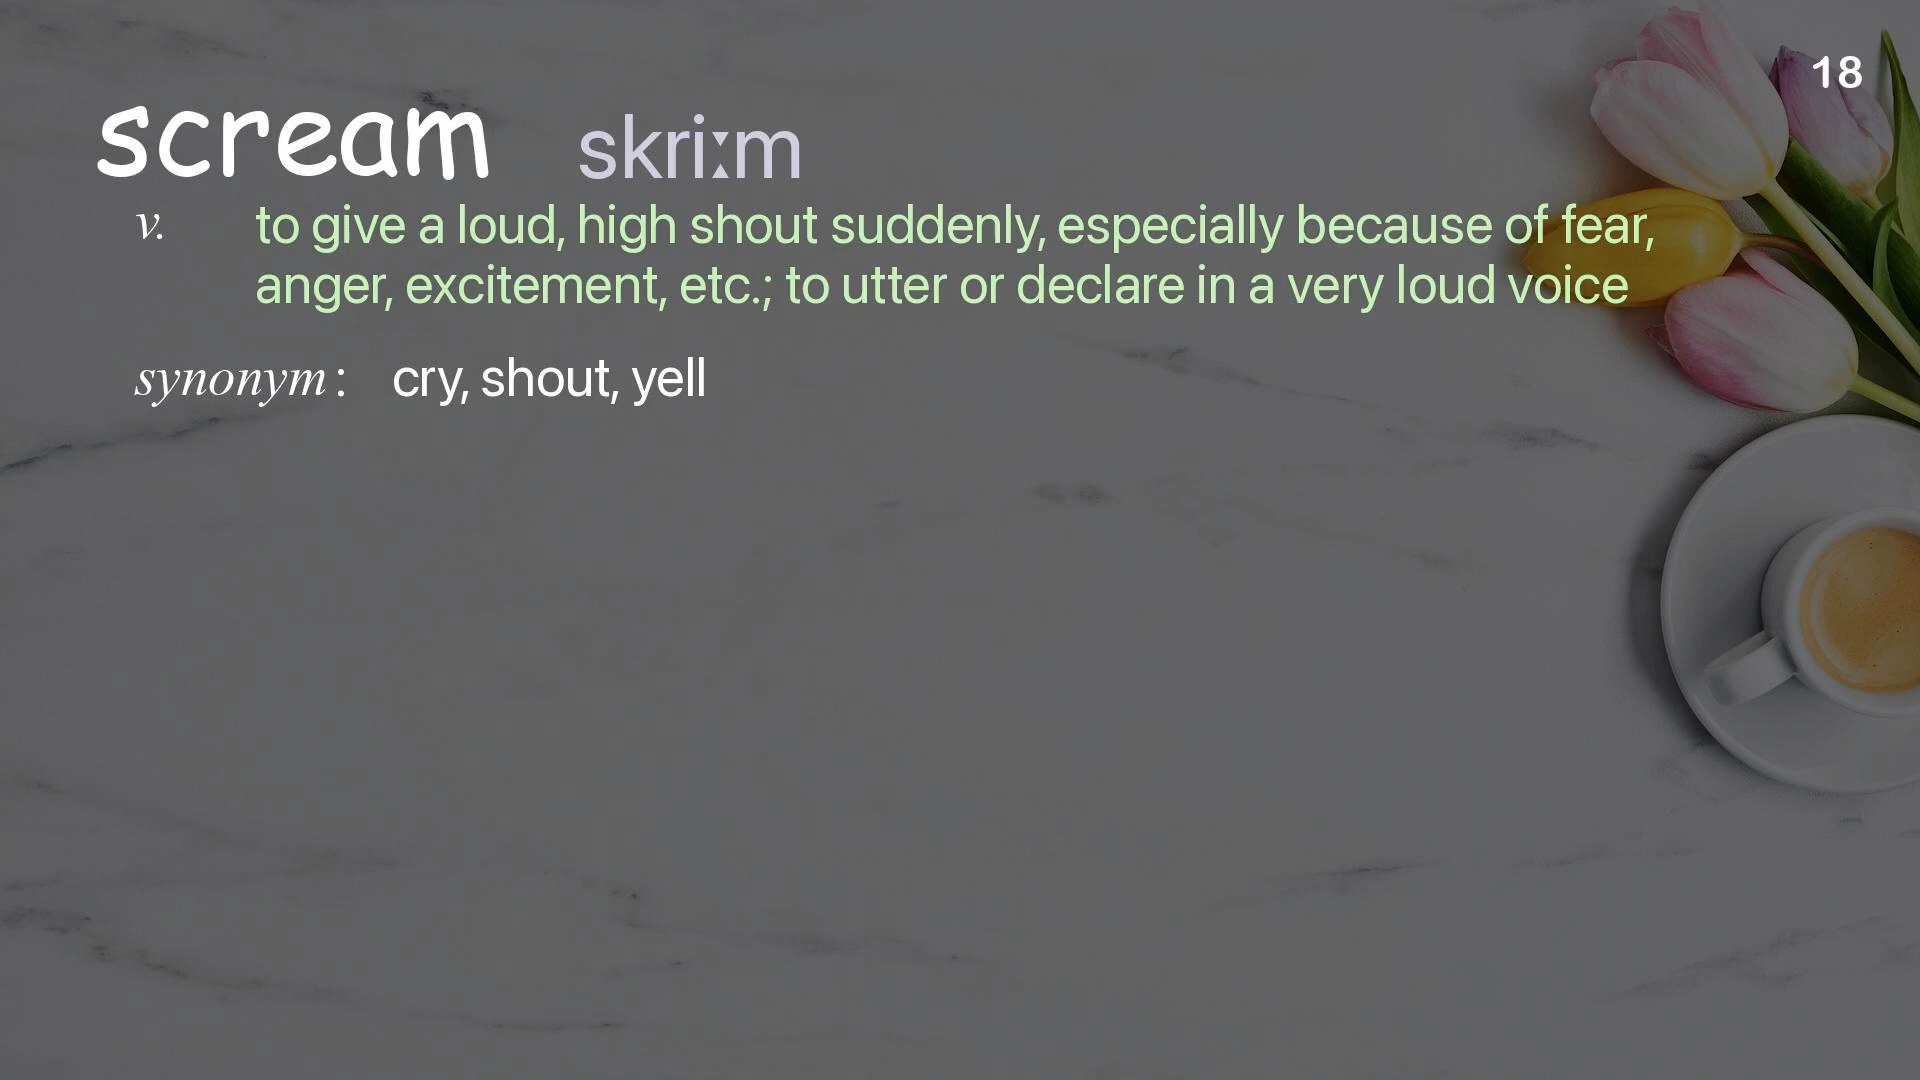 18
scream skriːm
v. to give a loud, high shout suddenly, especially because of fear,
anger, excitement, etc.; to utter or declare in a very loud voice
synonym : cry, shout, yell